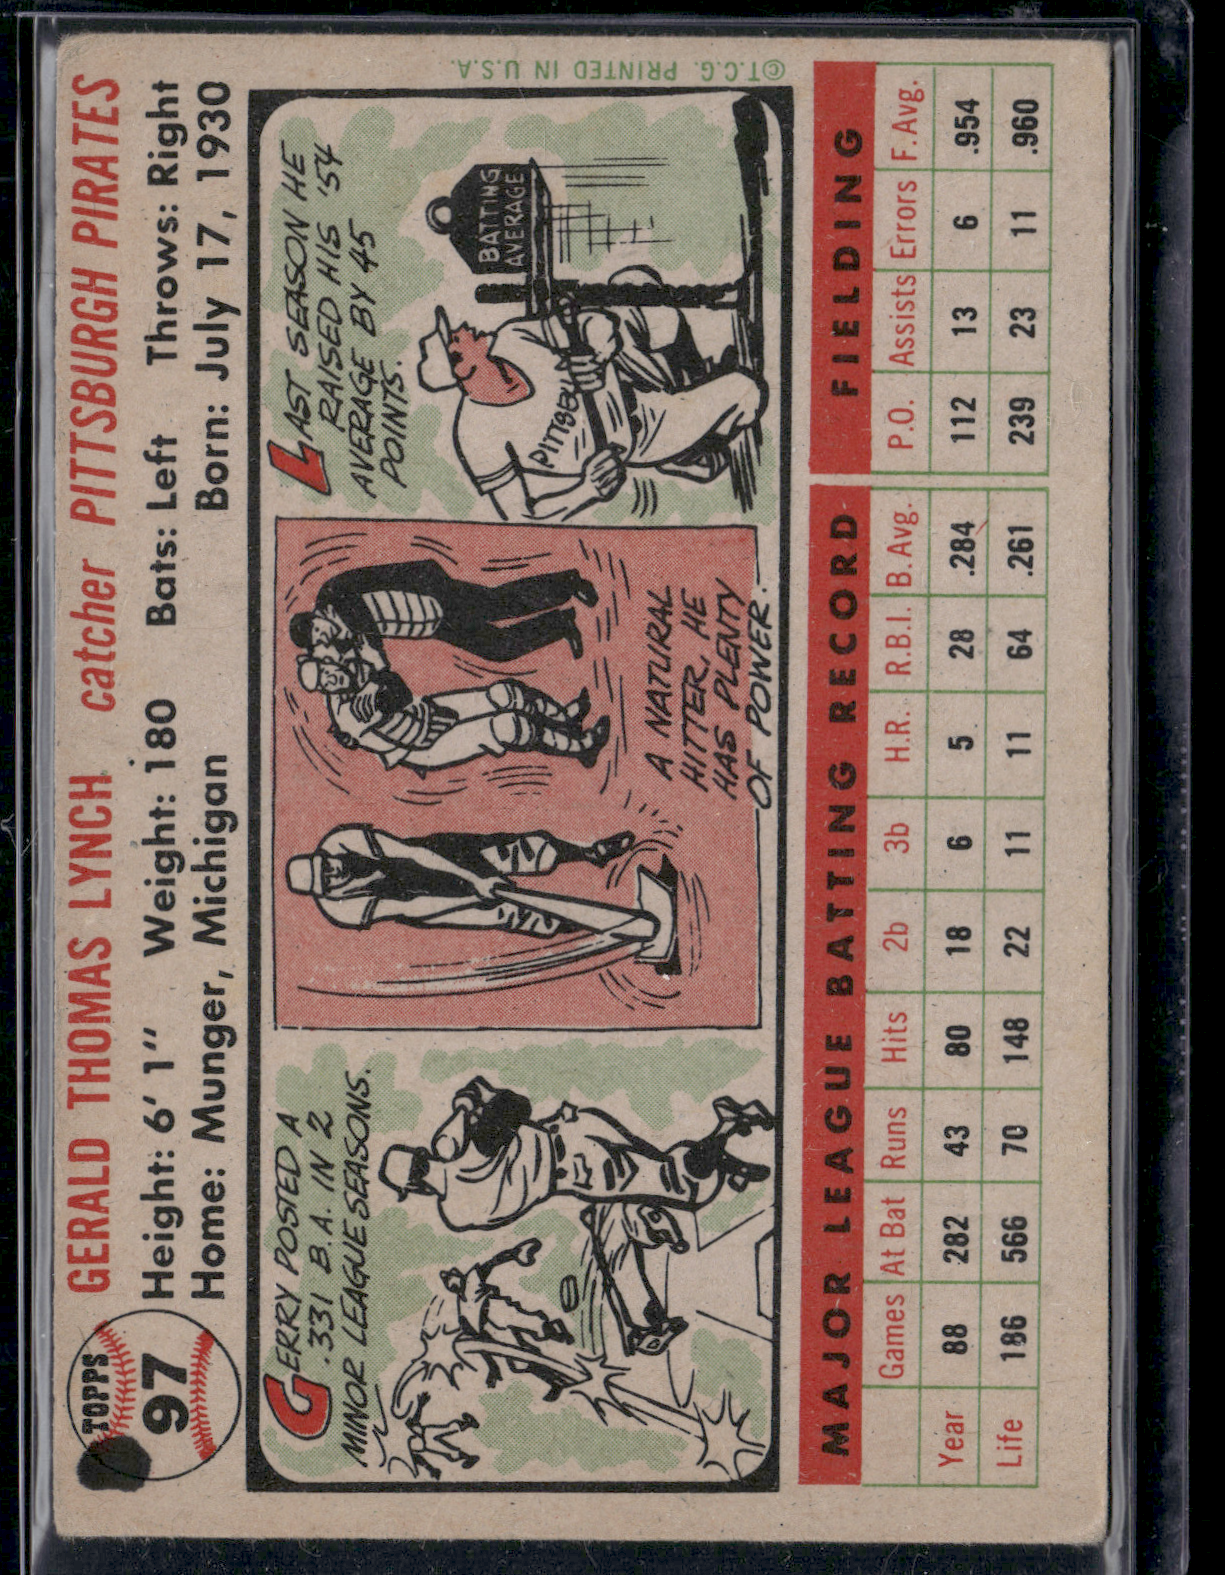 TOPPS
97
GERALD THOMAS LYNCH catcher PITTSBURGH PIRATES
Height: 6' 1" Weight: 180 Bats: Left Throws: Right
Home: Munger, Michigan Born: July 17, 1930
GERRY POSTED A
.331 B.A. IN 2
MINOR LEAGUE SEASONS.
A NATURAL
HITTER, HE
HAS PLENTY
OF POWER.
LAST SEASON HE
RAISED HIS '54
AVERAGE BY 45
POINTS.
BATTING
AVERAGE
PITTSBU
©T.C.G. PRINTED IN U.S.A.
MAJOR LEAGUE BATTING RECORD FIELDING
Games At Bat Runs Hits 2b 3b H.R. R.B.I. B. Avg. P.O. Assists Errors F. Avg.
Year 88 282 43 80 18 6 5 28 .284 112 13 6 .954
Life 186 566 70 148 22 11 11 64 .261 239 23 11 .960